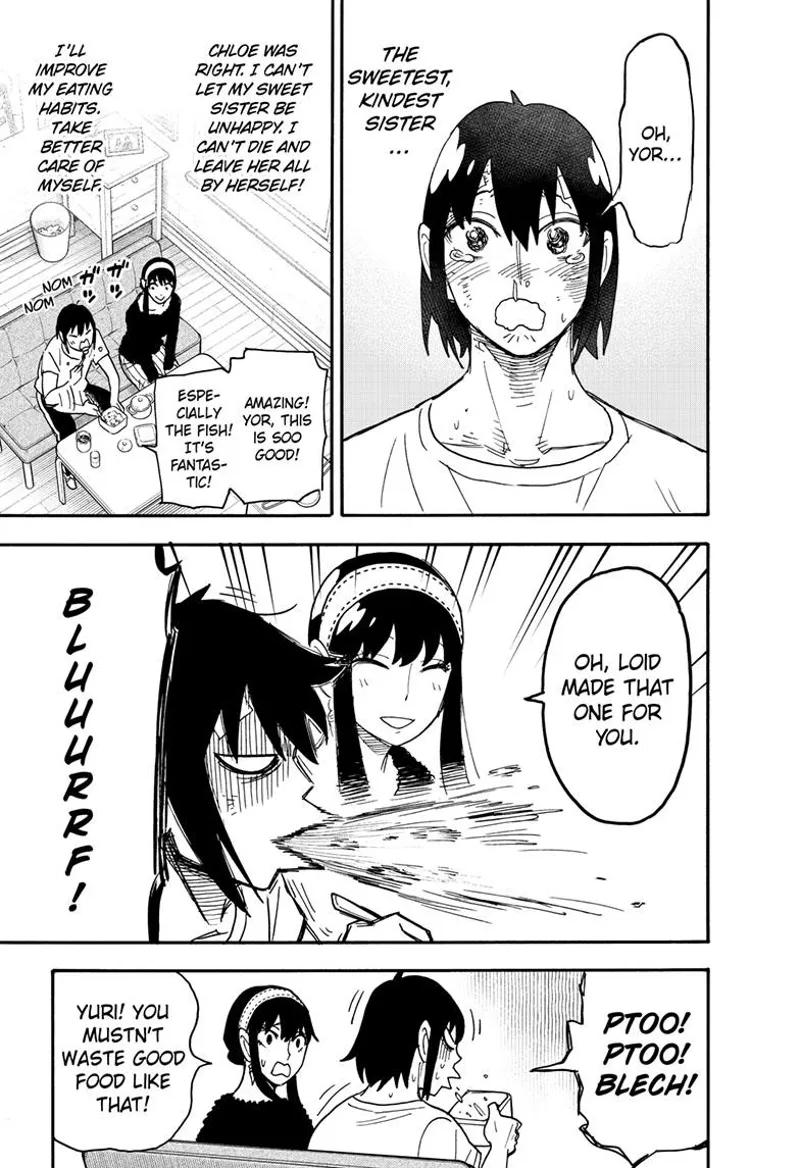 OH,
YOR...
THE
SWEETEST,
KINDEST
SISTER
...
CHLOE WAS
RIGHT. I CAN'T
LET MY SWEET
SISTER BE
UNHAPPY. I
CAN'T DIE AND
LEAVE HER ALL
BY HERSELF!
I'LL
IMPROVE
MY EATING
HABITS.
TAKE
BETTER
CARE OF
MYSELF.
ガツ
ガツ
NOM
NOM
AMAZING!
YOR, THIS
IS SOO
GOOD!
ESPE-
CIALLY
THE FISH!
IT'S
FANTAS-
TIC!
OH, LOID
MADE THAT
ONE FOR
YOU.
BLUUURRF!
PTOO!
PTOO!
BLECH!
YURI! YOU
MUSTN'T
WASTE GOOD
FOOD LIKE
THAT!